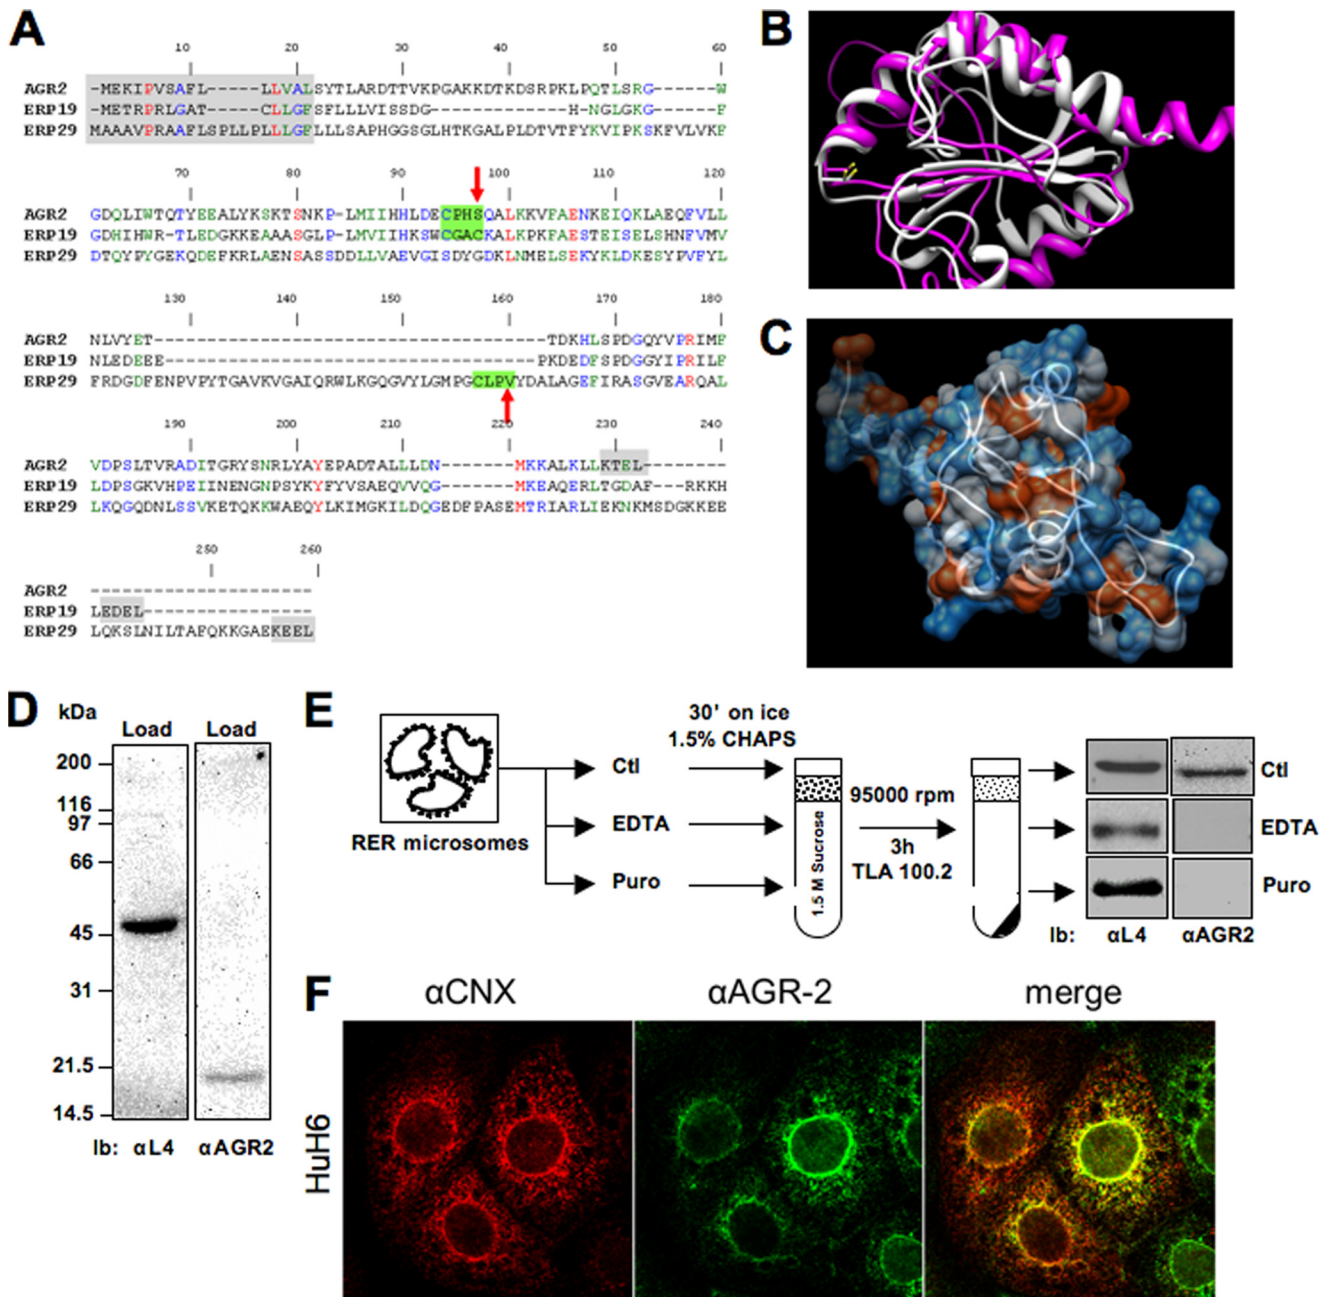 A
10 20 30 40 50 60
AGR2 -MEKIPVSAFL-----LLVALSYTLARDTTVKPGAKKDTKDSRPKLPQTLSRG------W
ERP19 -METRPRLGAT-----CLLGFSFLLLVISSDG-------------H-NGLGKG------F
ERP29 MAAAVPRAAFLSPLLPLLLGFLLLSAPHGGSGLHTKGALPLDTVTFYKVIPKSKFVLVKF
70 80 90 100 110 120
AGR2 GDQLIWTQTYEEALYKSKTSNKP-LMIIHHLDECPHSQALKKVFAENKEIQKLAEQFVLL
ERP19 GDHIHWR-TLEDGKKEAAASGLP-LMVIIHKSWCGACKALKPKFAESTEISELSHNFVMV
ERP29 DTQYPYGEKQDEFKRLAENSASSDDLLVAEVGISDYGDKLNMELSEKYKLDKESYPVFYL
130 140 150 160 170 180
AGR2 NLVYET-------------------------------------TDKHLSPDGQYVPRIMF
ERP19 NLEDEEE------------------------------------PKDEDFSPDGGYIPRILF
ERP29 FRDGDFENPVPYTGAVKVGAIQRWLKGQGVYLGMPGCLPVYDALAGEFIRASGVEARQAL
190 200 210 220 230 240
AGR2 VDPSLTVRADITGRYSNRLYAYEPADTALLLDN-------MKKALKLLKTEL--------
ERP19 LDPSGKVHPEIINENGNPSYKYFYVSAEQVVQG-------MKEAQERLTGDAF---RKKH
ERP29 LKQGQDNLSSVKETQKKWAEQYLKIMGKILDQGEDFPASEMTRIARLIEKNKMSDGKKEE
250 260
AGR2 ---------------------
ERP19 LEDEL----------------
ERP29 LQKSLNILTAFQKKGAEKEEL
B
C
D
kDa
Load Load
200
116
97
66
45
31
21.5
14.5
Ib: αL4 αAGR2
E
RER microsomes
Ctl
EDTA
Puro
30' on ice
1.5% CHAPS
1.5 M Sucrose
95000 rpm
3h
TLA 100.2
Ctl
EDTA
Puro
Ib: αL4 αAGR2
F
αCNX αAGR-2 merge
HuH6